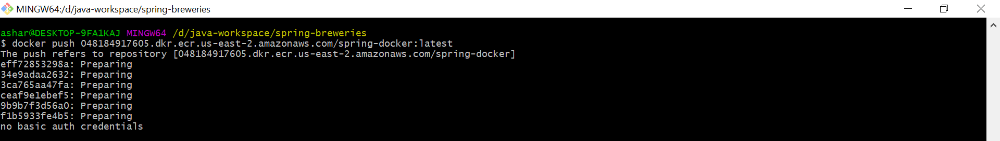 MINGW64:/d/java-workspace/spring-breweries
ashar@DESKTOP-9FA1KAJ MINGW64 /d/java-workspace/spring-breweries
$ docker push 048184917605.dkr.ecr.us-east-2.amazonaws.com/spring-docker:latest
The push refers to repository [048184917605.dkr.ecr.us-east-2.amazonaws.com/spring-docker]
eff72853298a: Preparing
34e9adaa2632: Preparing
3ca765aa47fa: Preparing
ceaf9e1ebef5: Preparing
9b9b7f3d56a0: Preparing
f1b5933fe4b5: Preparing
no basic auth credentials